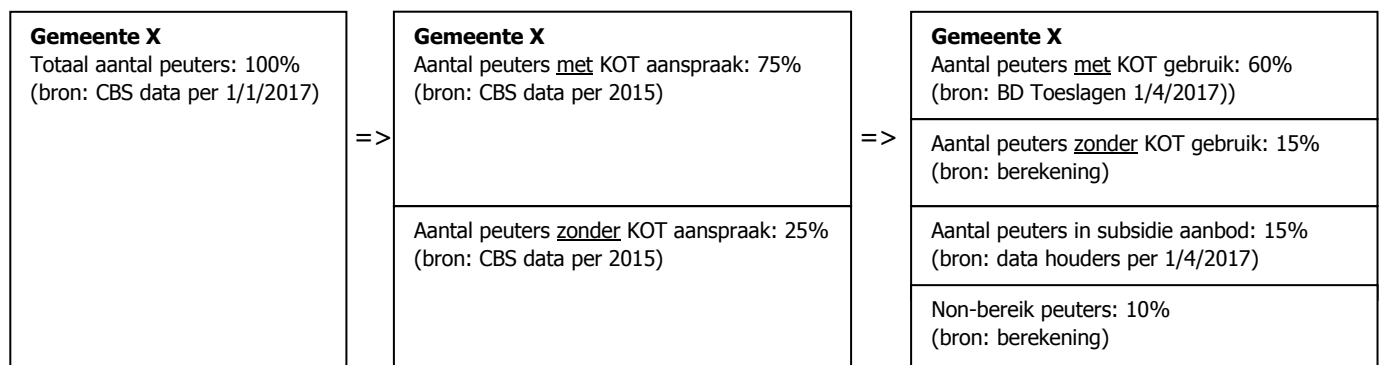 Gemeente X
Totaal aantal peuters: 100%
(bron: CBS data per 1/1/2017)
=>
Gemeente X
Aantal peuters met KOT aanspraak: 75%
(bron: CBS data per 2015)
Aantal peuters zonder KOT aanspraak: 25%
(bron: CBS data per 2015)
=>
Gemeente X
Aantal peuters met KOT gebruik: 60%
(bron: BD Toeslagen 1/4/2017))
Aantal peuters zonder KOT gebruik: 15%
(bron: berekening)
Aantal peuters in subsidie aanbod: 15%
(bron: data houders per 1/4/2017)
Non-bereik peuters: 10%
(bron: berekening)